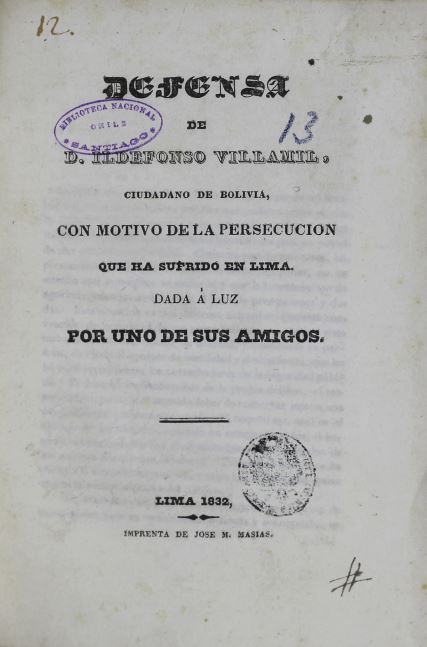 12.
DEFENSA
BIBLIOTECA NACIONAL
CHILE
SANTIAGO
DE
13
D. ILDEFONSO VILLAMIL,
CIUDADANO DE BOLIVIA,
CON MOTIVO DE LA PERSECUCION
QUE HA SUFRIDO EN LIMA.
DADA Á LUZ
POR UNO DE SUS AMIGOS.
LIMA 1832,
IMPRENTA DE JOSE M. MASIAS.
#